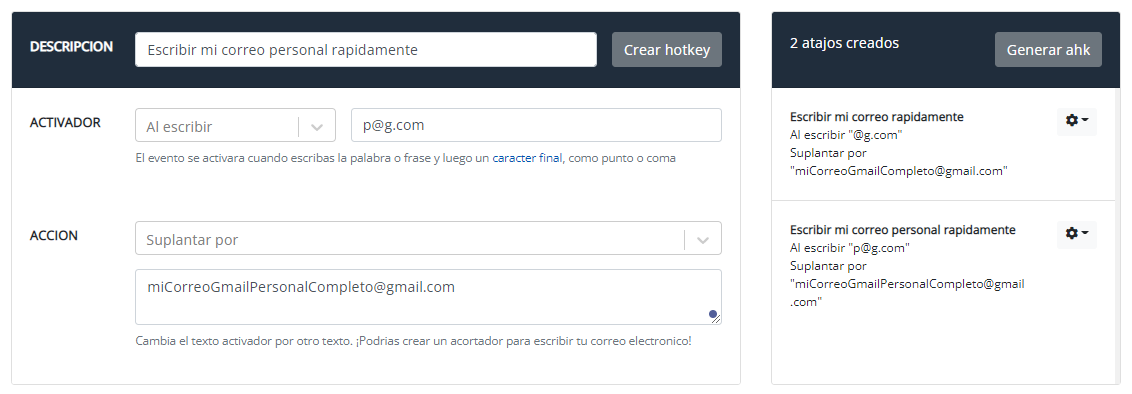 DESCRIPCION
Escribir mi correo personal rapidamente
Crear hotkey
ACTIVADOR
Al escribir
p@g.com
El evento se activara cuando escribas la palabra o frase y luego un caracter final, como punto o coma
ACCION
Suplantar por
miCorreoGmailPersonalCompleto@gmail.com
Cambia el texto activador por otro texto. ¡Podrias crear un acortador para escribir tu correo electronico!
2 atajos creados
Generar ahk
Escribir mi correo rapidamente
Al escribir "@g.com"
Suplantar por
"miCorreoGmailCompleto@gmail.com"
Escribir mi correo personal rapidamente
Al escribir "p@g.com"
Suplantar por
"miCorreoGmailPersonalCompleto@gmail
.com"